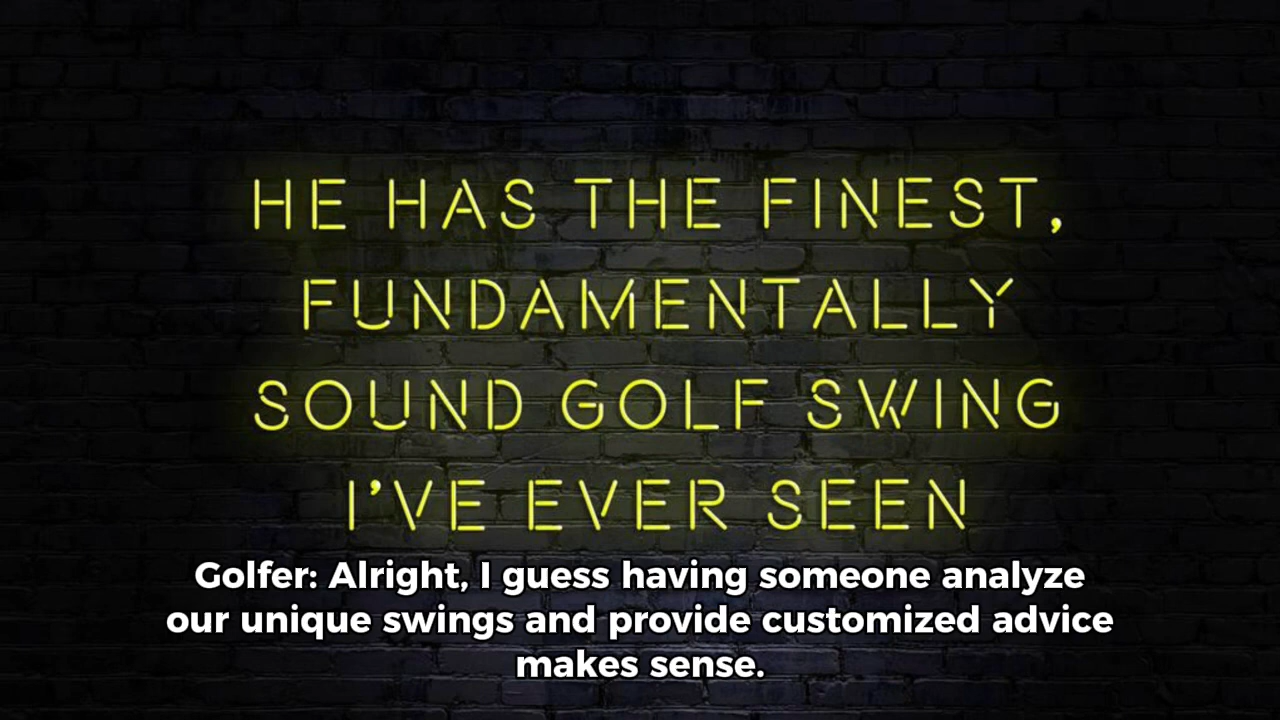 HE HAS THE FINEST,
FUNDAMENTALLY
SOUND GOLF SWING
I'VE EVER SEEN
Golfer: Alright, I guess having someone analyze
our unique swings and provide customized advice
makes sense.